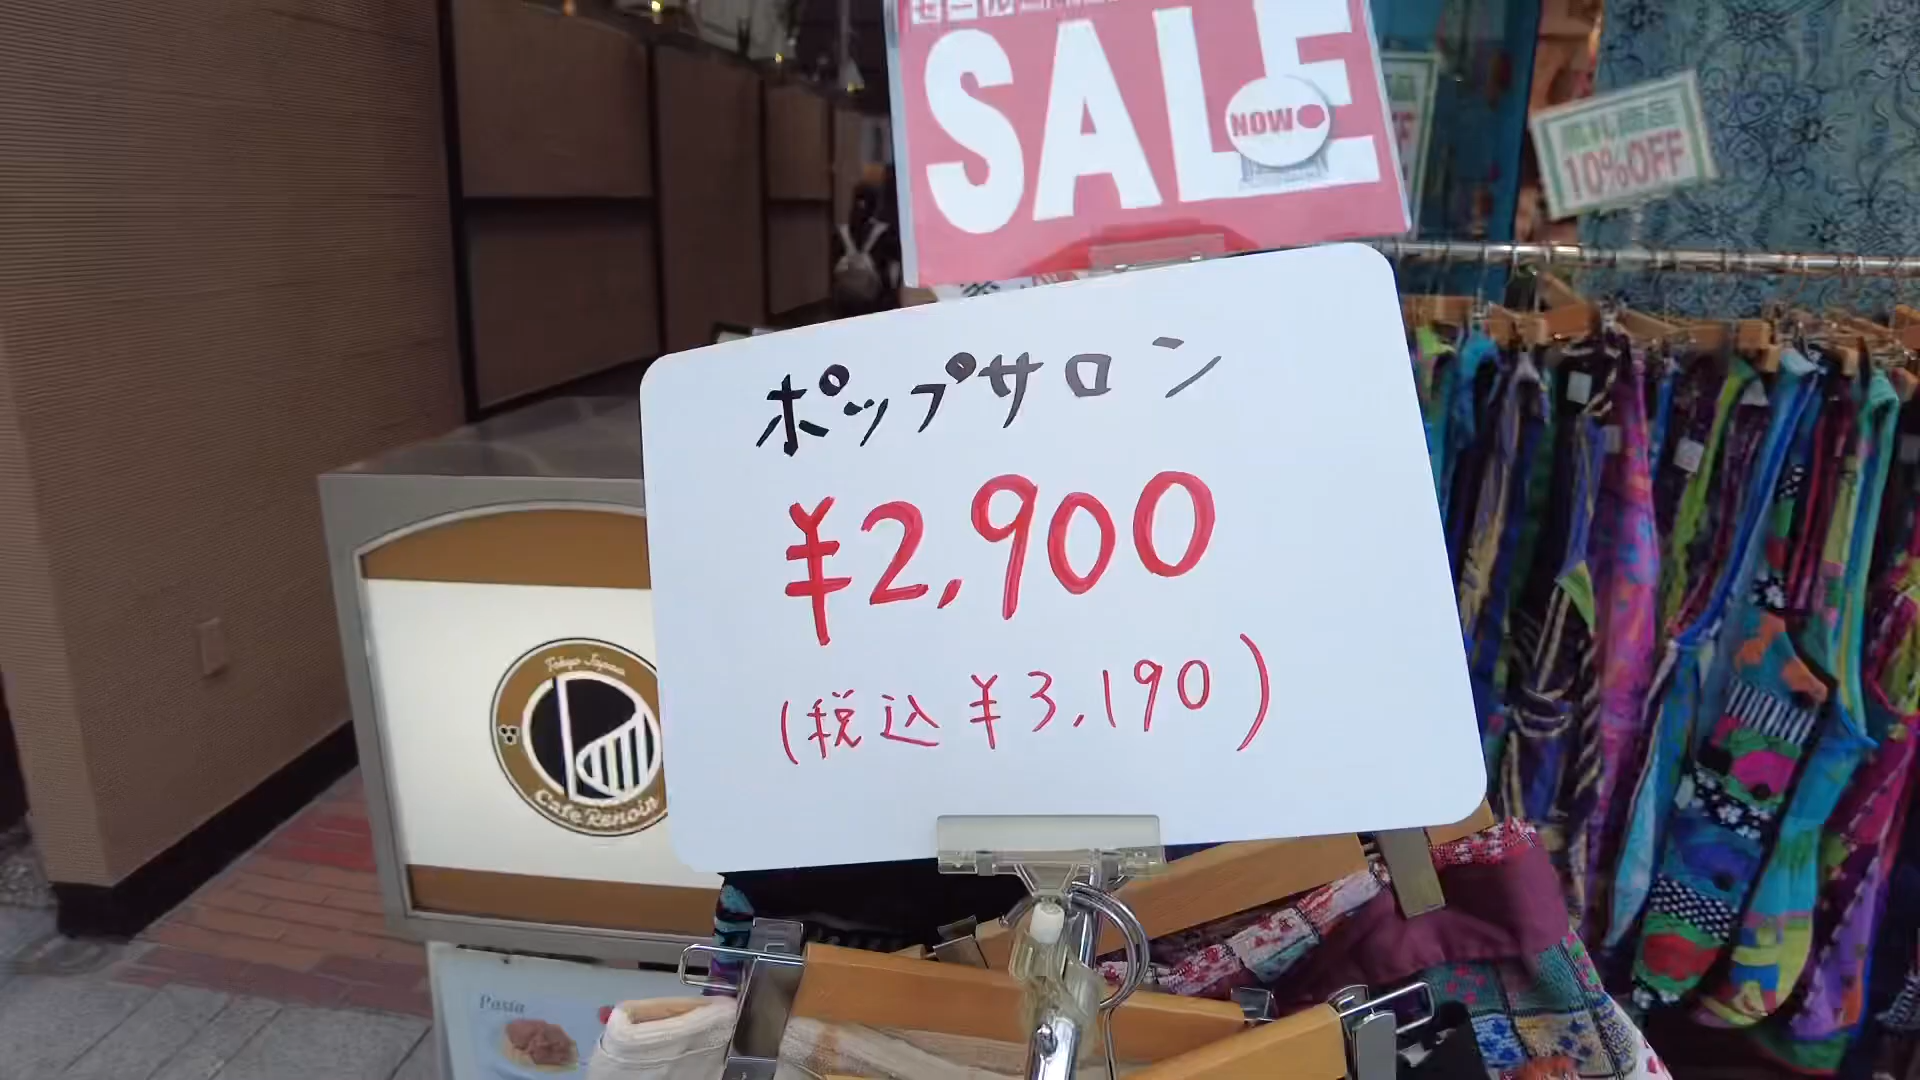 SALE
NOW
10%OFF
ポップサロン
¥2,900
(税込 ¥3,190)
Tokyo Japan
Cafe Renoir
Pasta